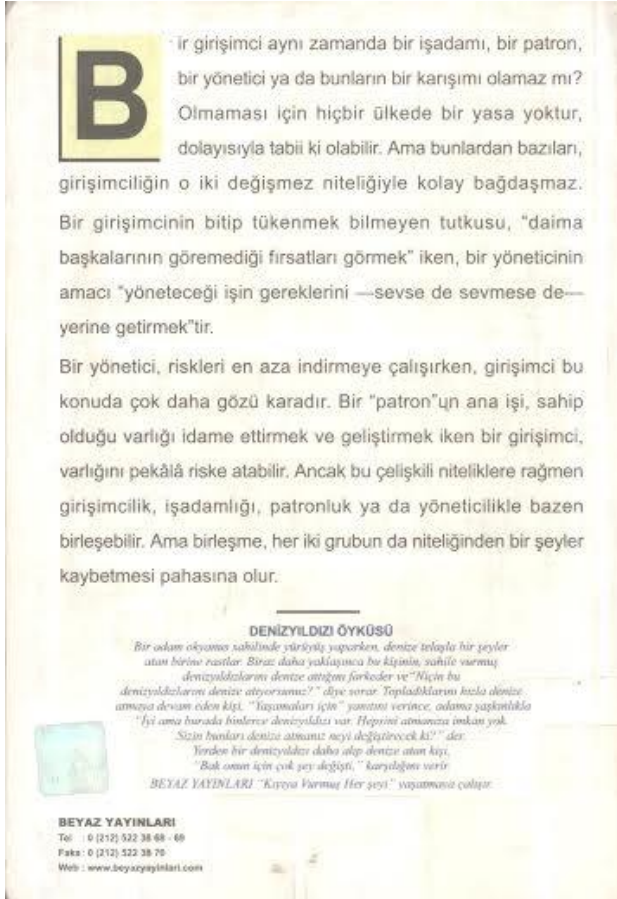 Bir girişimci aynı zamanda bir işadamı, bir patron,
bir yönetici ya da bunların bir karışımı olamaz mı?
Olmaması için hiçbir ülkede bir yasa yoktur,
dolayısıyla tabii ki olabilir. Ama bunlardan bazıları,
girişimciliğin o iki değişmez niteliğiyle kolay bağdaşmaz.
Bir girişimcinin bitip tükenmek bilmeyen tutkusu, “daima
başkalarının göremediği fırsatları görmek” iken, bir yöneticinin
amacı “yöneteceği işin gereklerini —sevse de sevmese de—
yerine getirmek”tir.
Bir yönetici, riskleri en aza indirmeye çalışırken, girişimci bu
konuda çok daha gözü karadır. Bir “patron”un ana işi, sahip
olduğu varlığı idame ettirmek ve geliştirmek iken bir girişimci,
varlığını pekâlâ riske atabilir. Ancak bu çelişkili niteliklere rağmen
girişimcilik, işadamlığı, patronluk ya da yöneticilikle bazen
birleşebilir. Ama birleşme, her iki grubun da niteliğinden bir şeyler
kaybetmesi pahasına olur.
DENİZYILDIZI ÖYKÜSÜ
Bir adam okyanus sahilinde yürüyüş yaparken, denize telaşla bir şeyler
atan birine rastlar. Biraz daha yaklaşınca bu kişinin, sahile vurmuş
denizyıldızlarını denize attığını farkeder ve “Niçin bu
denizyıldızlarını denize atıyorsunuz?” diye sorar. Topladıklarını hızla denize
atmaya devam eden kişi, “Yaşamaları için” yanıtını verince, adama şaşkınlıkla
“İyi ama burada binlerce denizyıldızı var. Hepsini atmanıza imkan yok.
Sizin bunları denize atmanız neyi değiştirecek ki?” der.
Yerden bir denizyıldızı daha alıp denize atan kişi,
“Bak onun için çok şey değişti,” karşılığını verir.
BEYAZ YAYINLARI “Kıyıya Vurmuş Her şeyi” yaşatmaya çalışır.
BEYAZ YAYINLARI
Tel : 0 (212) 522 38 68 - 69
Faks : 0 (212) 522 38 70
Web : www.beyazyayinlari.com